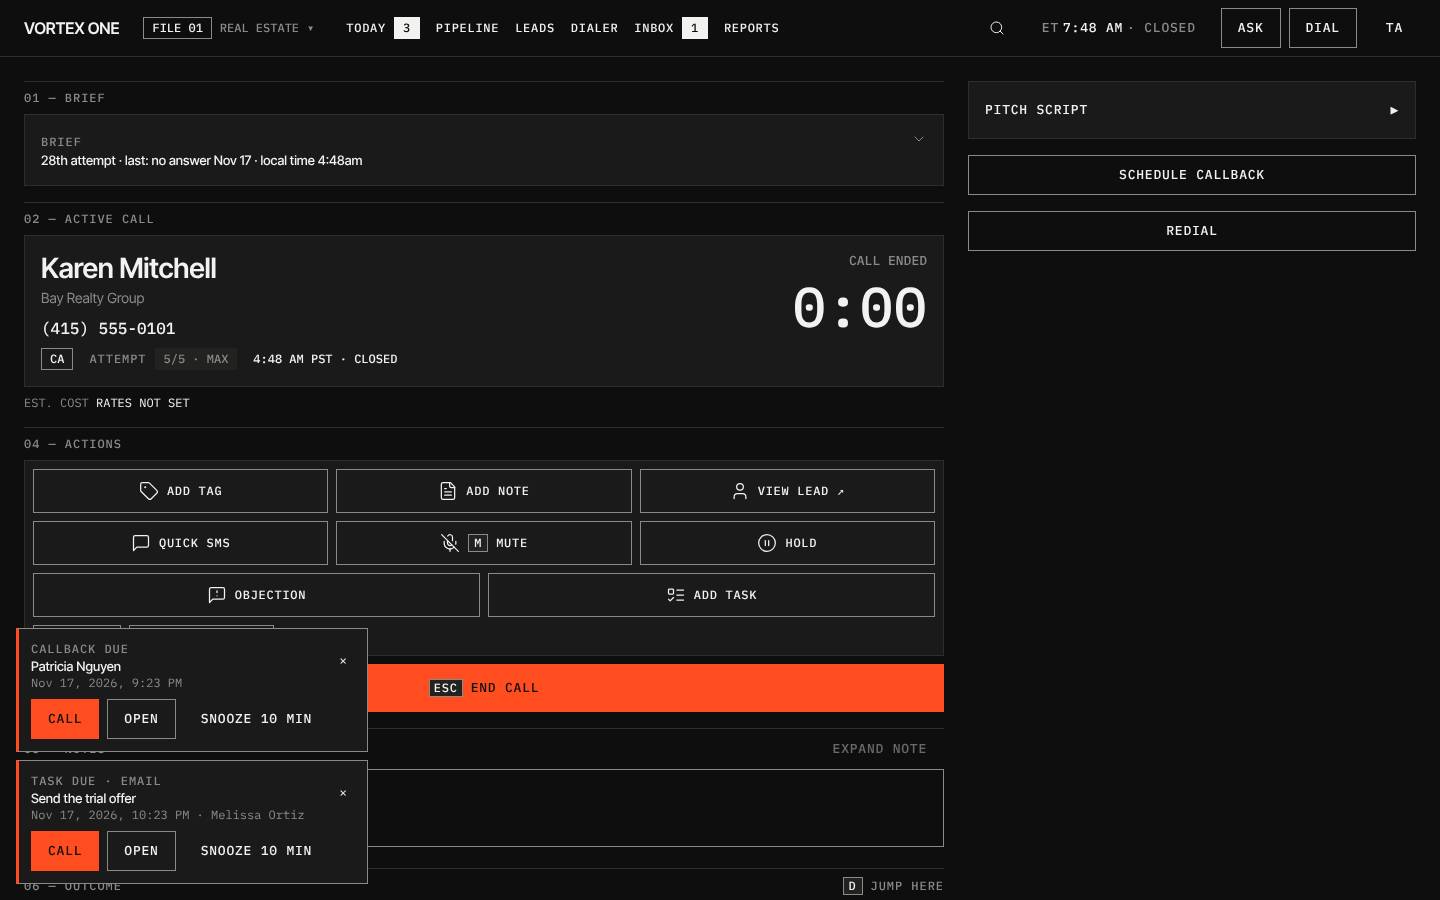 VORTEX ONE FILE 01 REAL ESTATE ▾ TODAY 3 PIPELINE LEADS DIALER INBOX 1 REPORTS ET 7:48 AM · CLOSED ASK DIAL TA
01 — BRIEF
BRIEF
28th attempt · last: no answer Nov 17 · local time 4:48am
02 — ACTIVE CALL
Karen Mitchell
CALL ENDED
Bay Realty Group
0:00
(415) 555-0101
CA ATTEMPT 5/5 · MAX 4:48 AM PST · CLOSED
EST. COST RATES NOT SET
04 — ACTIONS
ADD TAG ADD NOTE VIEW LEAD ↗
QUICK SMS M MUTE HOLD
OBJECTION ADD TASK
ESC END CALL
EXPAND NOTE
06 — OUTCOME
D JUMP HERE
CALLBACK DUE
×
Patricia Nguyen
Nov 17, 2026, 9:23 PM
CALL OPEN SNOOZE 10 MIN
TASK DUE · EMAIL
×
Send the trial offer
Nov 17, 2026, 10:23 PM · Melissa Ortiz
CALL OPEN SNOOZE 10 MIN
PITCH SCRIPT ▶
SCHEDULE CALLBACK
REDIAL